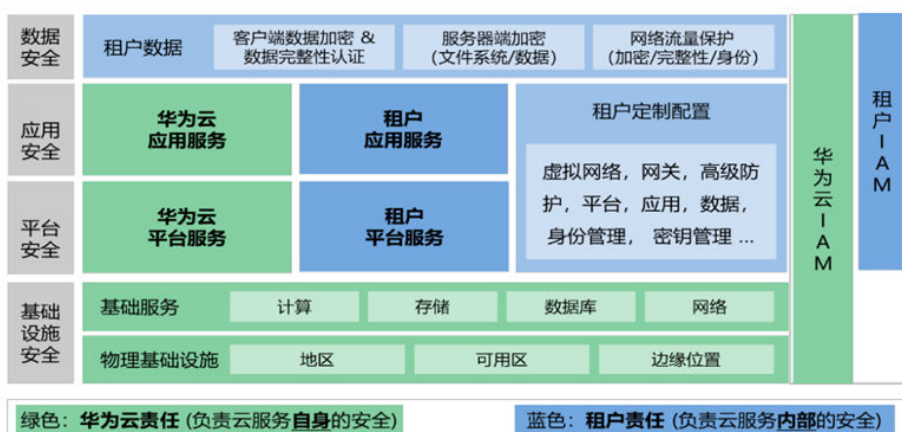 数据
安全
租户数据
客户端数据加密 &
数据完整性认证
服务器端加密
(文件系统/数据)
网络流量保护
(加密/完整性/身份)
应用
安全
华为云
应用服务
租户
应用服务
租户定制配置
虚拟网络，网关，高级防
护，平台，应用，数据，
身份管理， 密钥管理 ...
平台
安全
华为云
平台服务
租户
平台服务
基础
设施
安全
基础服务
计算
存储
数据库
网络
物理基础设施
地区
可用区
边缘位置
华为云IAM
租户IAM
绿色：华为云责任 (负责云服务自身的安全)
蓝色：租户责任 (负责云服务内部的安全)